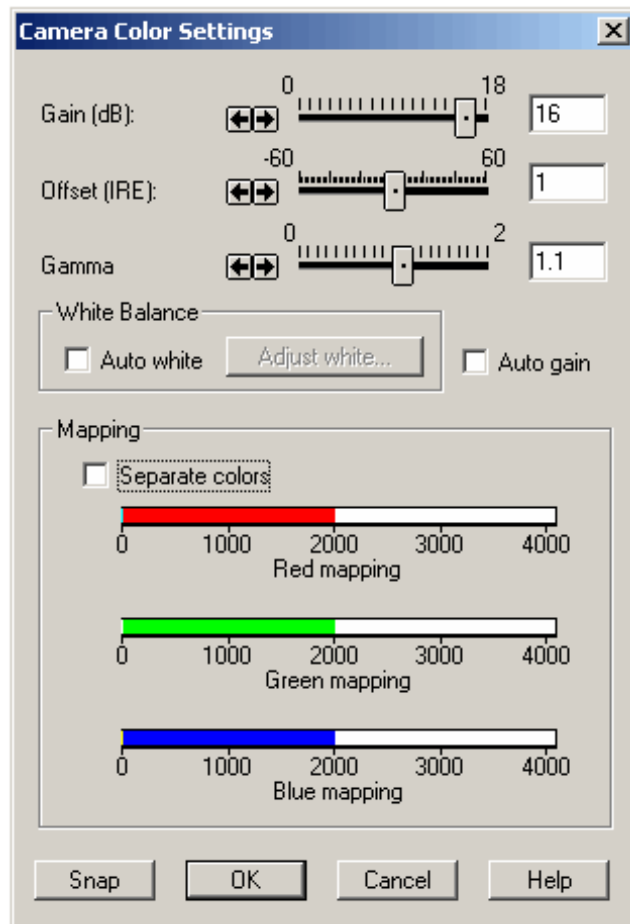 Camera Color Settings
0 18
Gain (dB): 16
-60 60
Offset (IRE): 1
0 2
Gamma 1.1
White Balance
Auto white Adjust white... Auto gain
Mapping
Separate colors
0 1000 2000 3000 4000
Red mapping
0 1000 2000 3000 4000
Green mapping
0 1000 2000 3000 4000
Blue mapping
Snap OK Cancel Help